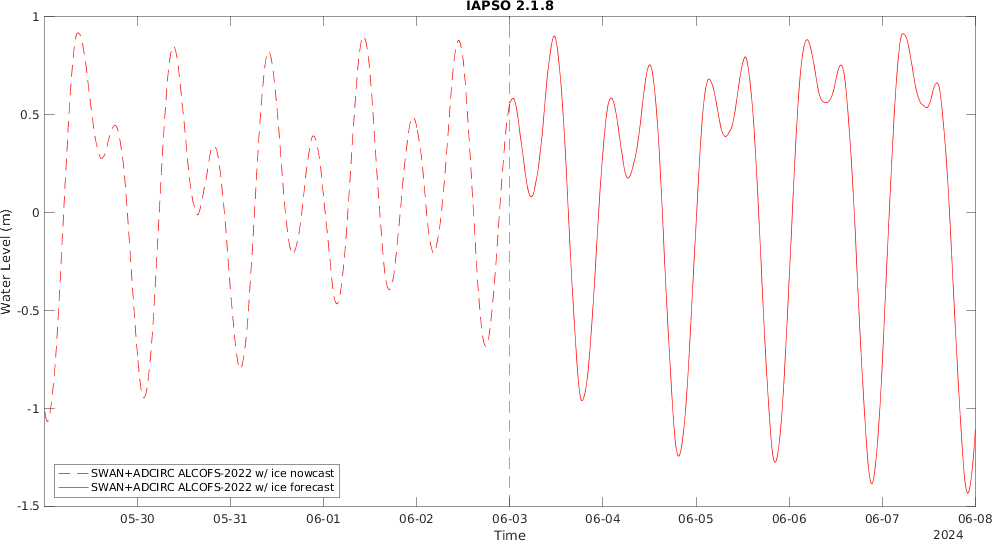 IAPSO 2.1.8
1
0.5
0
-0.5
-1
-1.5
Water Level (m)
SWAN+ADCIRC ALCOFS-2022 w/ ice nowcast
SWAN+ADCIRC ALCOFS-2022 w/ ice forecast
05-30 05-31 06-01 06-02 06-03 06-04 06-05 06-06 06-07 06-08
Time
2024